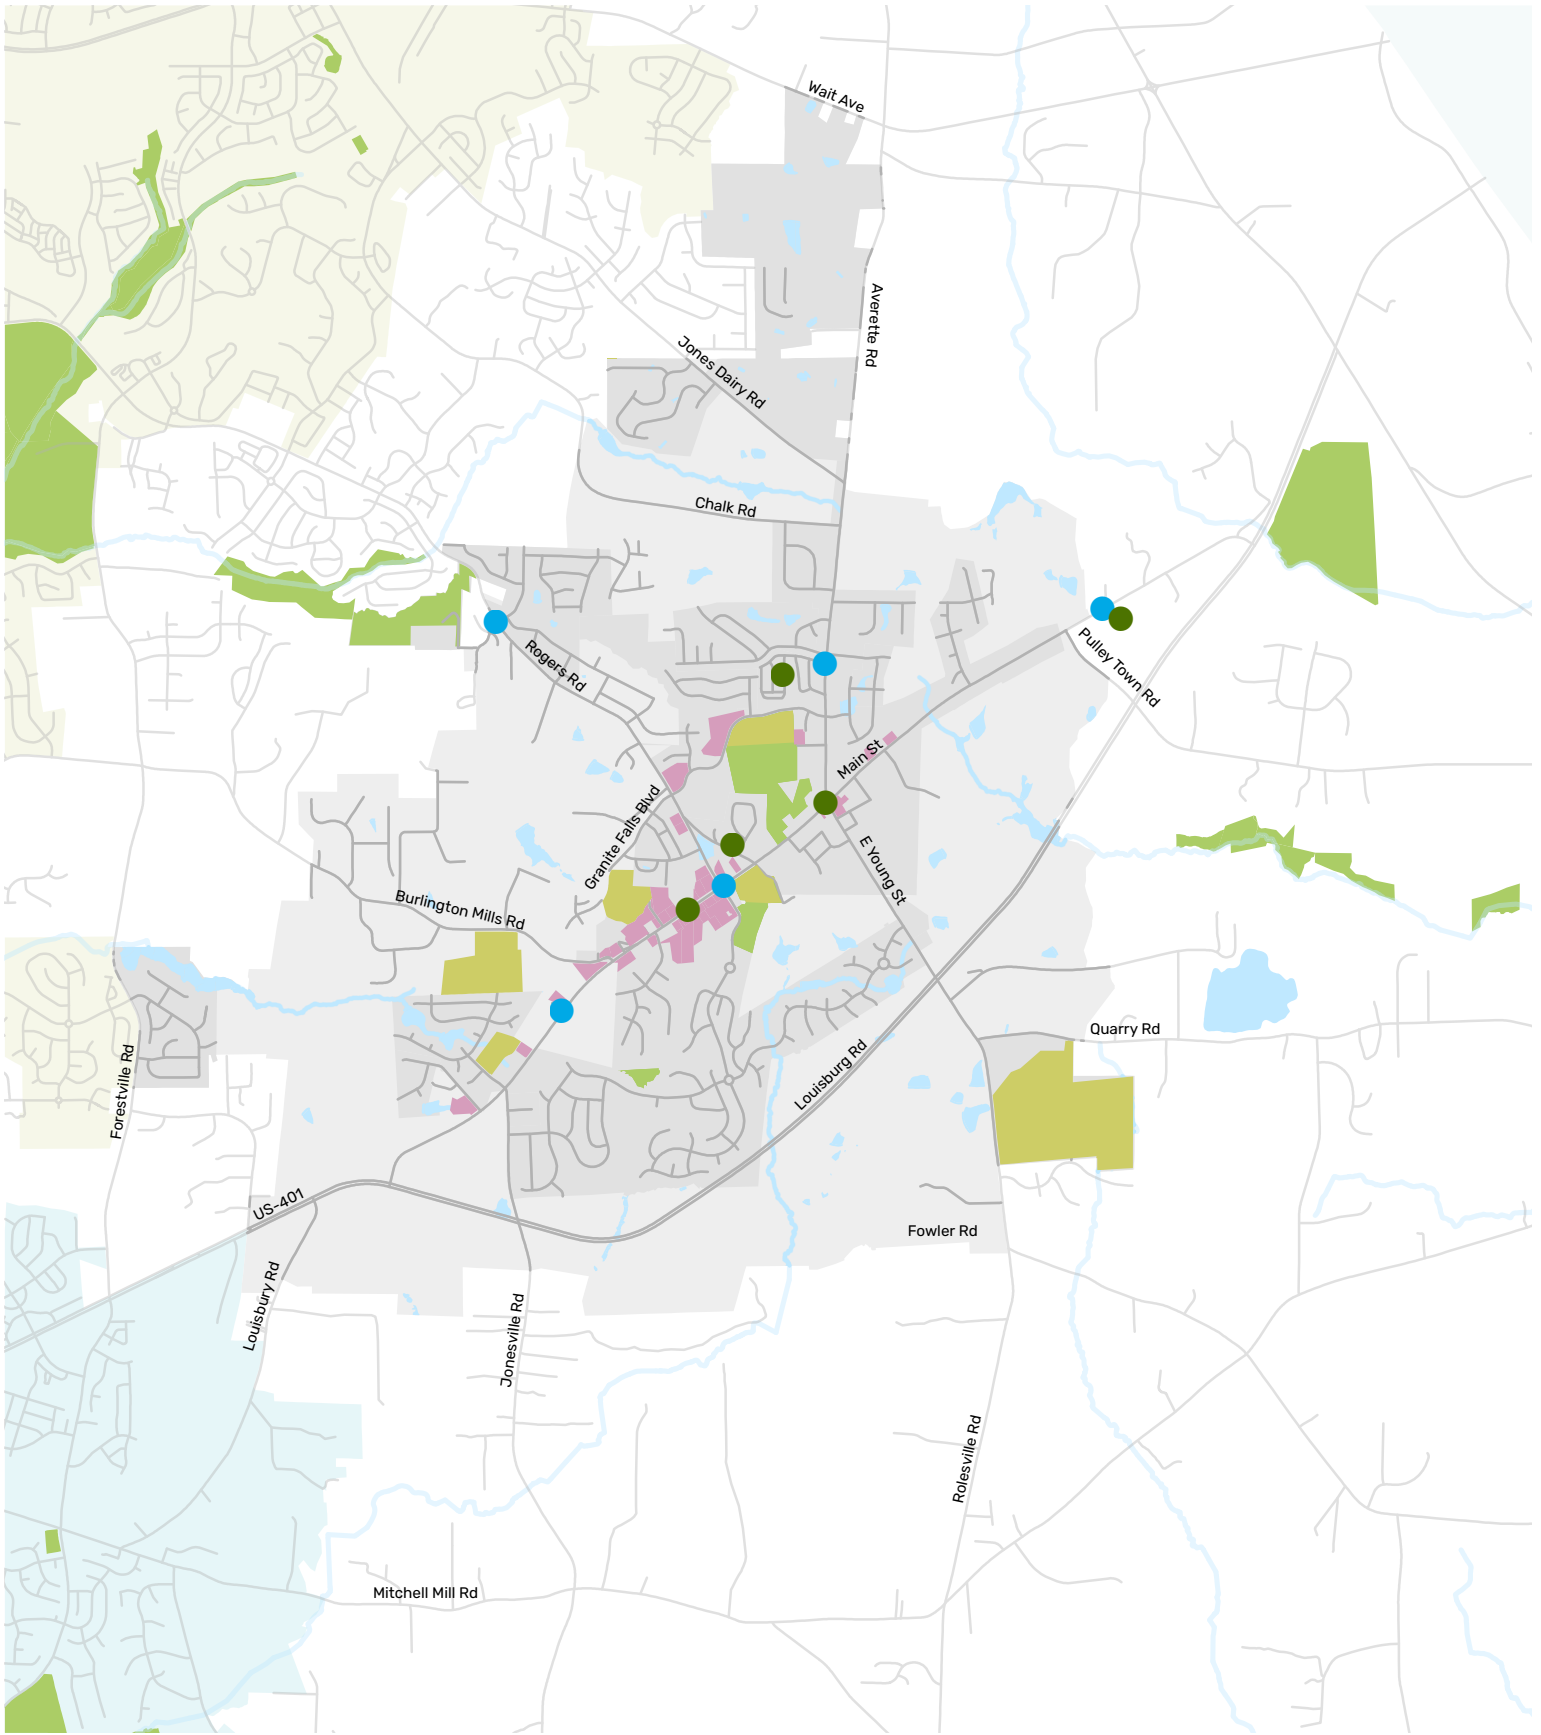 Wait Ave
Averette Rd
Jones Dairy Rd
Chalk Rd
Rogers Rd
Pulley Town Rd
Main St
Granite Falls Blvd
E Young St
Burlington Mills Rd
Quarry Rd
Louisburg Rd
Forestville Rd
US-401
Fowler Rd
Louisbury Rd
Jonesville Rd
Rolesville Rd
Mitchell Mill Rd